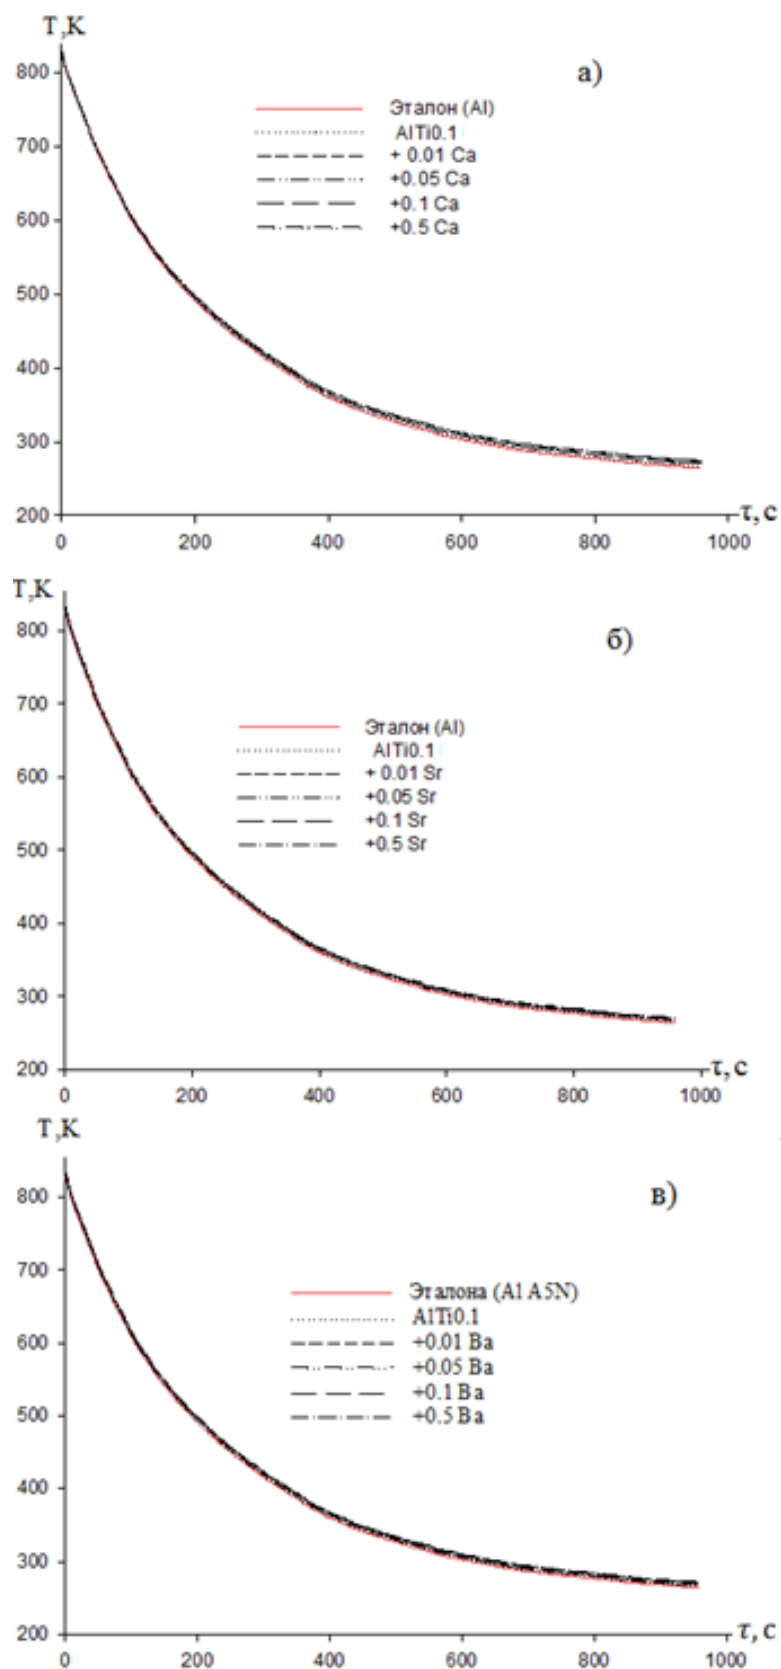 T,K
а)
800
700
600
500
400
300
200
Эталон (Al)
AlTi0.1
+ 0.01 Ca
+0.05 Ca
+0.1 Ca
+0.5 Ca
0 200 400 600 800 1000
τ, c
T,K
б)
800
700
600
500
400
300
200
Эталон (Al)
AlTi0.1
+ 0.01 Sr
+0.05 Sr
+0.1 Sr
+0.5 Sr
0 200 400 600 800 1000
τ, c
T,K
в)
800
700
600
500
400
300
200
Эталона (Al A5N)
AlTi0.1
+0.01 Ba
+0.05 Ba
+0.1 Ba
+0.5 Ba
0 200 400 600 800 1000
τ, c